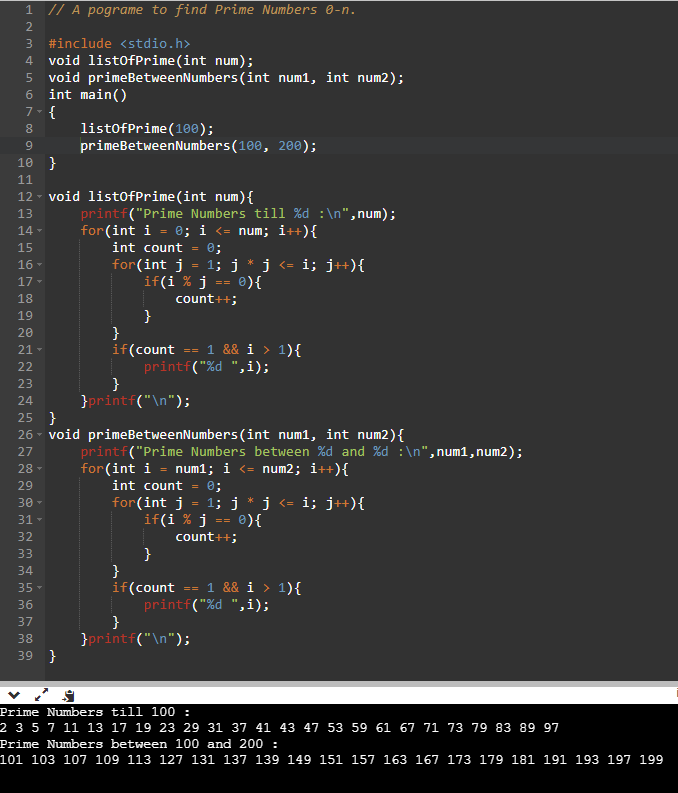 1 // A pograme to find Prime Numbers 0-n.
2
3 #include <stdio.h>
4 void listOfPrime(int num);
5 void primeBetweenNumbers(int num1, int num2);
6 int main()
7 {
8     listOfPrime(100);
9     primeBetweenNumbers(100, 200);
10 }
11
12 void listOfPrime(int num){
13     printf("Prime Numbers till %d :\n",num);
14     for(int i = 0; i <= num; i++){
15         int count = 0;
16         for(int j = 1; j * j <= i; j++){
17             if(i % j == 0){
18                 count++;
19             }
20         }
21         if(count == 1 && i > 1){
22             printf("%d ",i);
23         }
24     }printf("\n");
25 }
26 void primeBetweenNumbers(int num1, int num2){
27     printf("Prime Numbers between %d and %d :\n",num1,num2);
28     for(int i = num1; i <= num2; i++){
29         int count = 0;
30         for(int j = 1; j * j <= i; j++){
31             if(i % j == 0){
32                 count++;
33             }
34         }
35         if(count == 1 && i > 1){
36             printf("%d ",i);
37         }
38     }printf("\n");
39 }
Prime Numbers till 100 :
2 3 5 7 11 13 17 19 23 29 31 37 41 43 47 53 59 61 67 71 73 79 83 89 97
Prime Numbers between 100 and 200 :
101 103 107 109 113 127 131 137 139 149 151 157 163 167 173 179 181 191 193 197 199